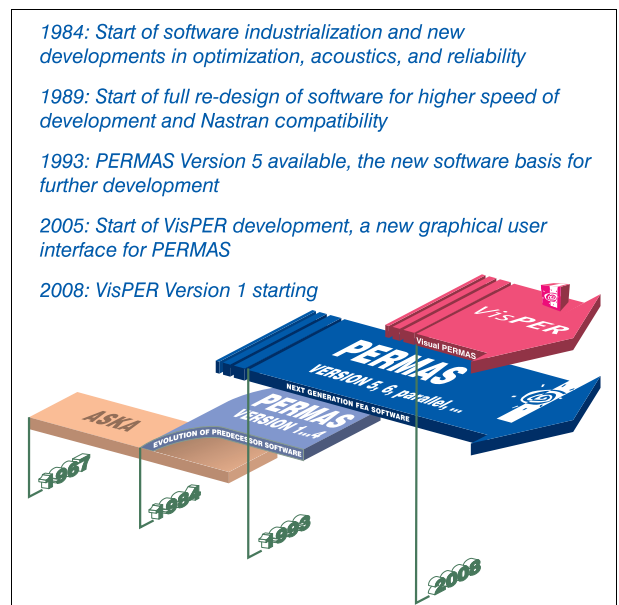 1984: Start of software industrialization and new
developments in optimization, acoustics, and reliability
1989: Start of full re-design of software for higher speed of
development and Nastran compatibility
1993: PERMAS Version 5 available, the new software basis for
further development
2005: Start of VisPER development, a new graphical user
interface for PERMAS
2008: VisPER Version 1 starting
VisPER
Visual PERMAS
PERMAS
VERSION 5, 6, parallel, ...
NEXT GENERATION FEA SOFTWARE
PERMAS
VERSION 1...4
EVOLUTION OF PREDECESSOR SOFTWARE
ASKA
1967
1984
1993
2008